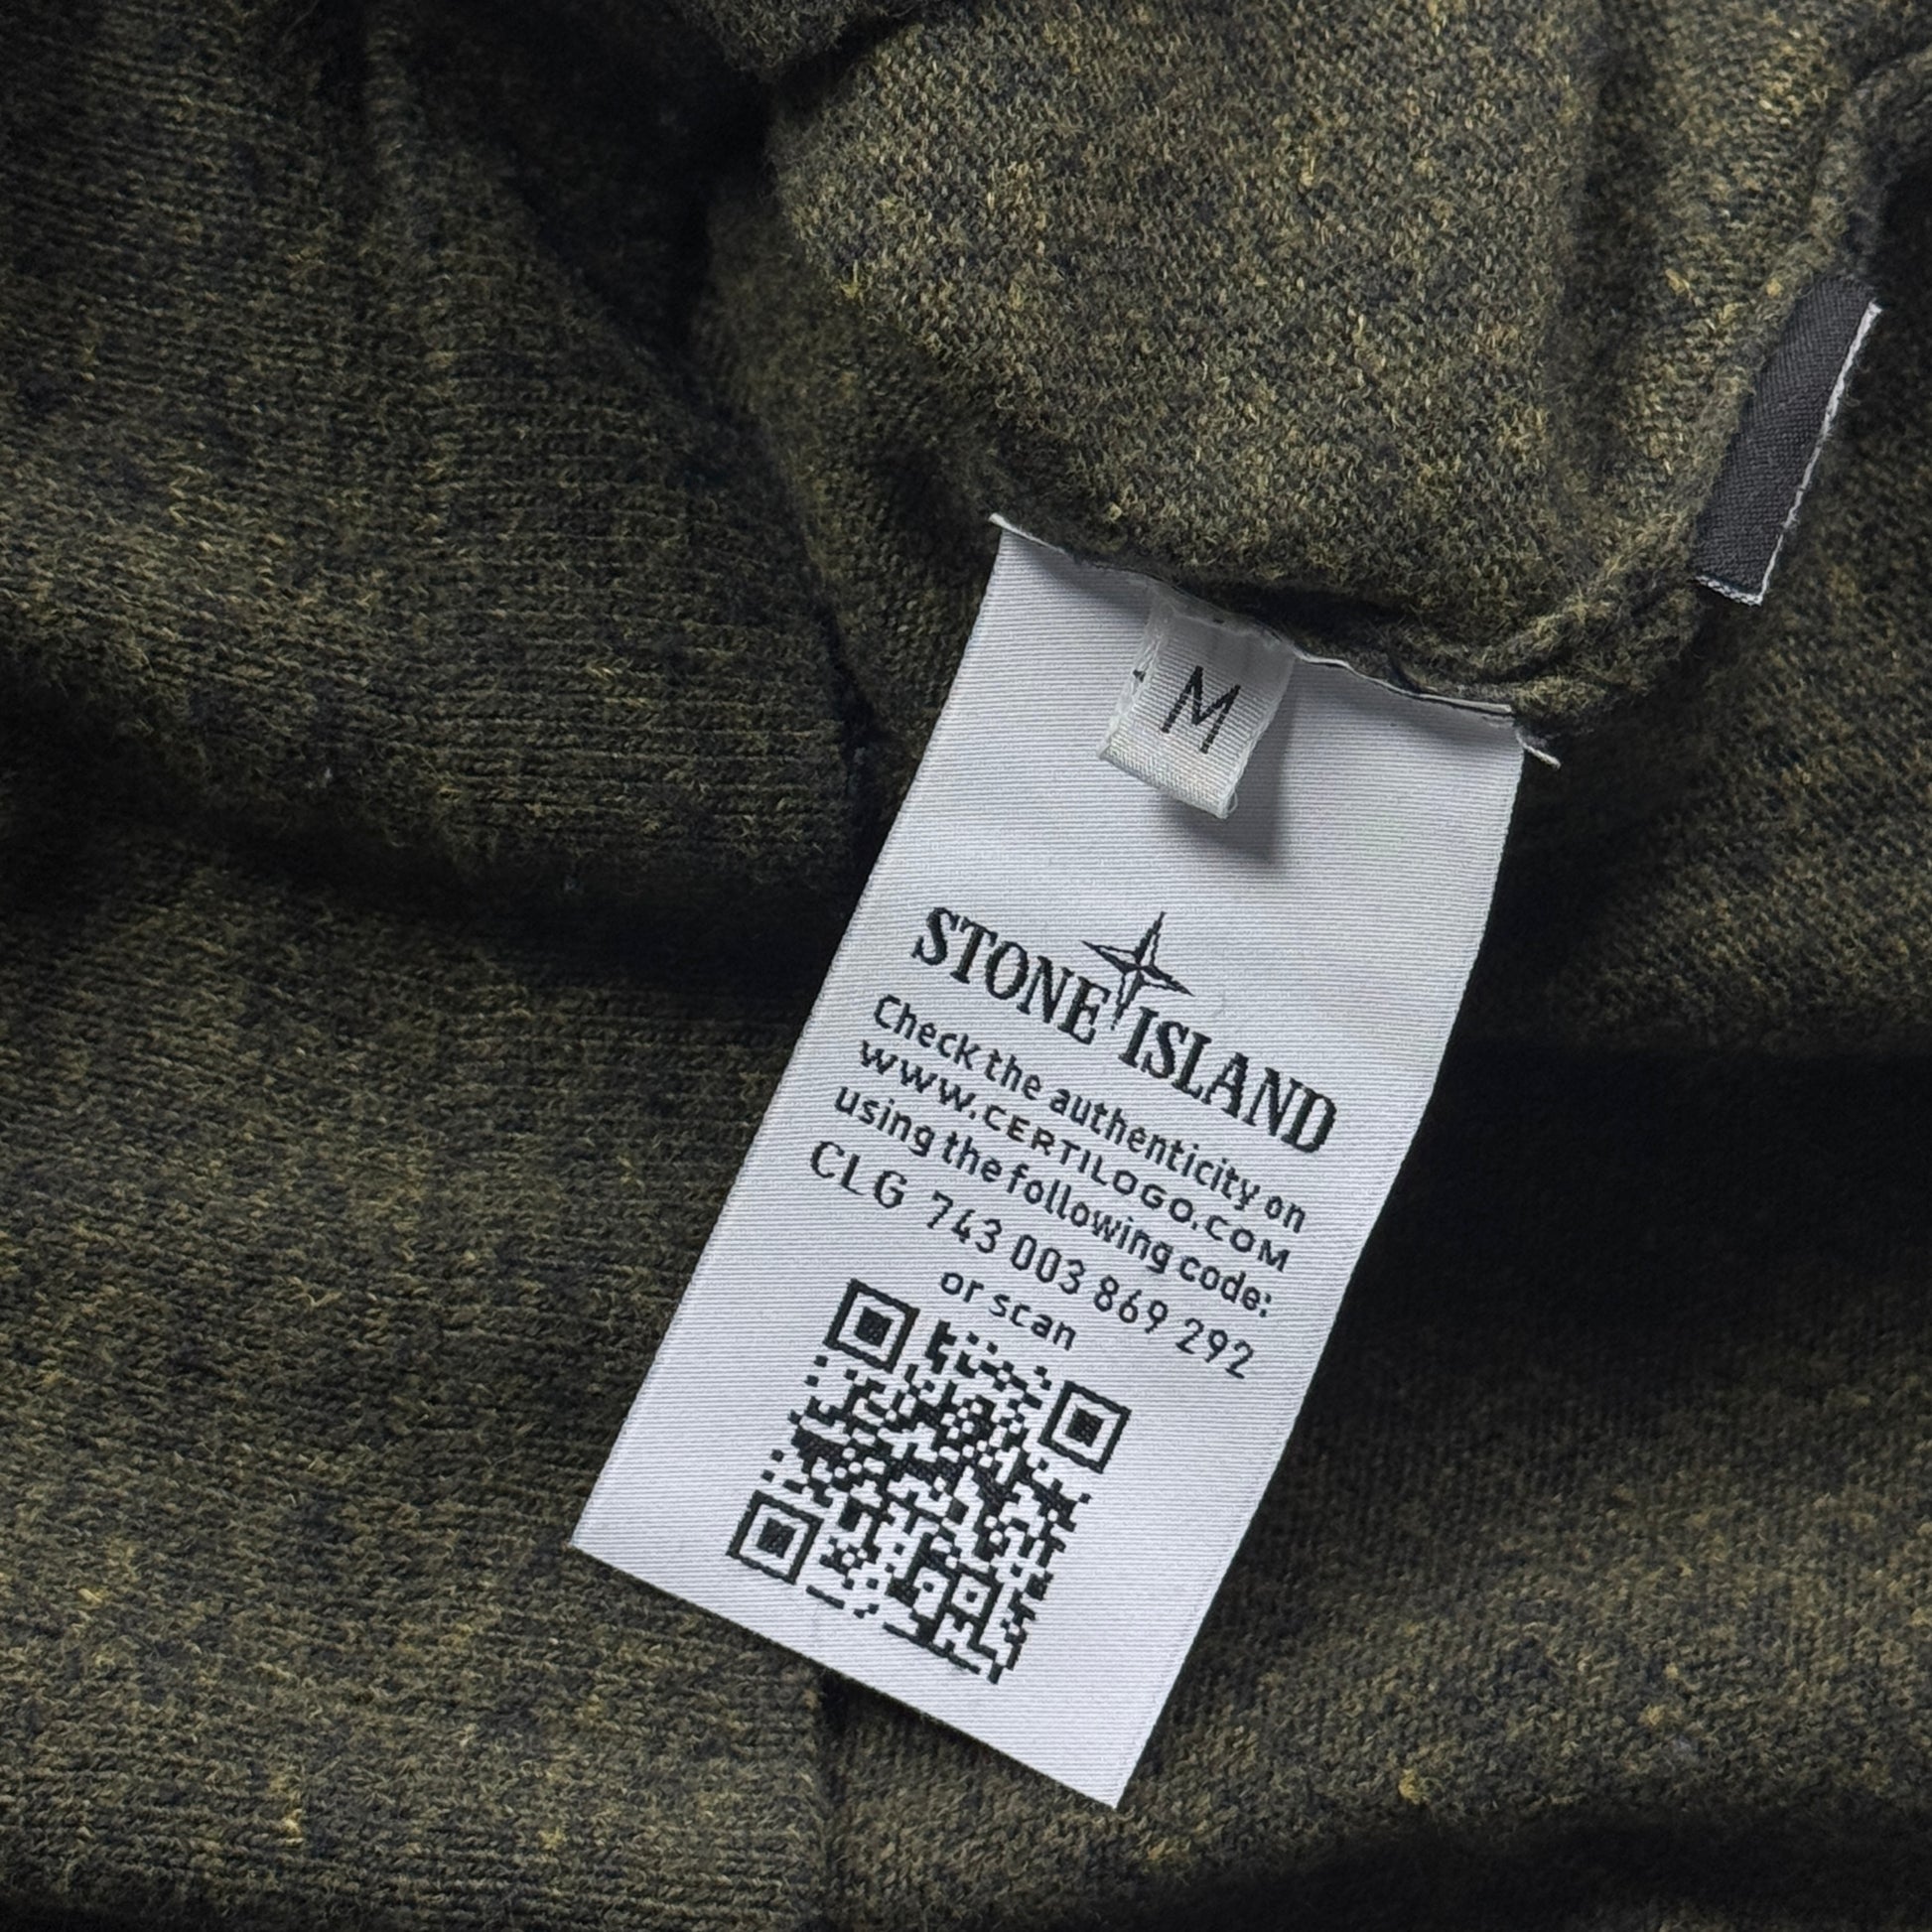 M
STONE ISLAND
Check the authenticity on
WWW.CERTILOGO.COM
using the following code:
CLG 743 003 869 292
or scan